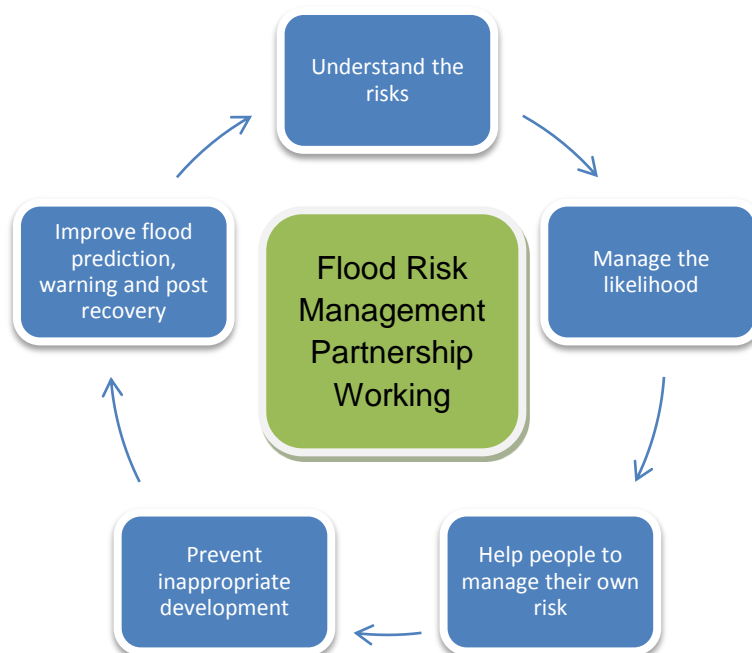 Understand the
risks
Manage the
likelihood
Help people to
manage their own
risk
Prevent
inappropriate
development
Improve flood
prediction,
warning and post
recovery
Flood Risk
Management
Partnership
Working